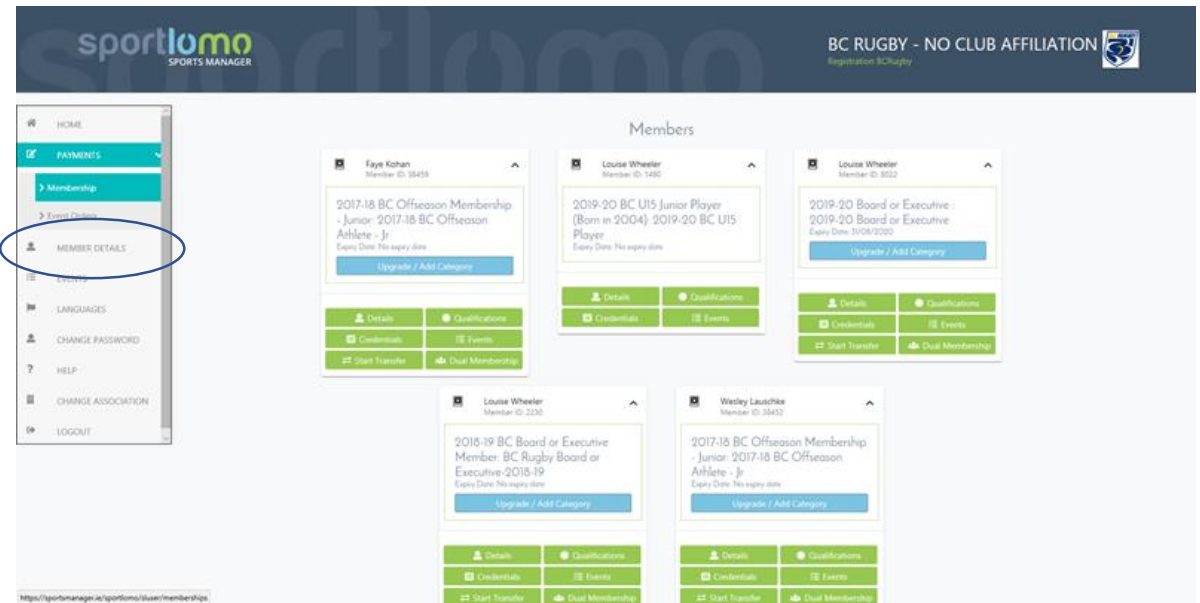 sportlomo
SPORTS MANAGER
BC RUGBY - NO CLUB AFFILIATION
Registration BCRugby
HOME
PAYMENTS
Membership
Event Orders
MEMBER DETAILS
EVENTS
LANGUAGES
CHANGE PASSWORD
HELP
CHANGE ASSOCIATION
LOGOUT
Members
Faye Kohan
Member ID: 38459
2017-18 BC Offseason Membership
- Junior: 2017-18 BC Offseason
Athlete - Jr
Expiry Date: No expiry date
Upgrade / Add Category
Details
Qualifications
Credentials
Events
Start Transfer
Dual Membership
Louise Wheeler
Member ID: 1480
2019-20 BC U15 Junior Player
(Born in 2004): 2019-20 BC U15
Player
Expiry Date: No expiry date
Details
Qualifications
Credentials
Events
Louise Wheeler
Member ID: 8022
2019-20 Board or Executive :
2019-20 Board or Executive
Expiry Date: 31/08/2020
Upgrade / Add Category
Details
Qualifications
Credentials
Events
Start Transfer
Dual Membership
Louise Wheeler
Member ID: 2230
2018-19 BC Board or Executive
Member: BC Rugby Board or
Executive-2018-19
Expiry Date: No expiry date
Upgrade / Add Category
Details
Qualifications
Credentials
Events
Start Transfer
Dual Membership
Wesley Lauschke
Member ID: 38452
2017-18 BC Offseason Membership
- Junior: 2017-18 BC Offseason
Athlete - Jr
Expiry Date: No expiry date
Upgrade / Add Category
Details
Qualifications
Credentials
Events
Start Transfer
Dual Membership
https://sportsmanager.ie/sportlomo/sluser/memberships